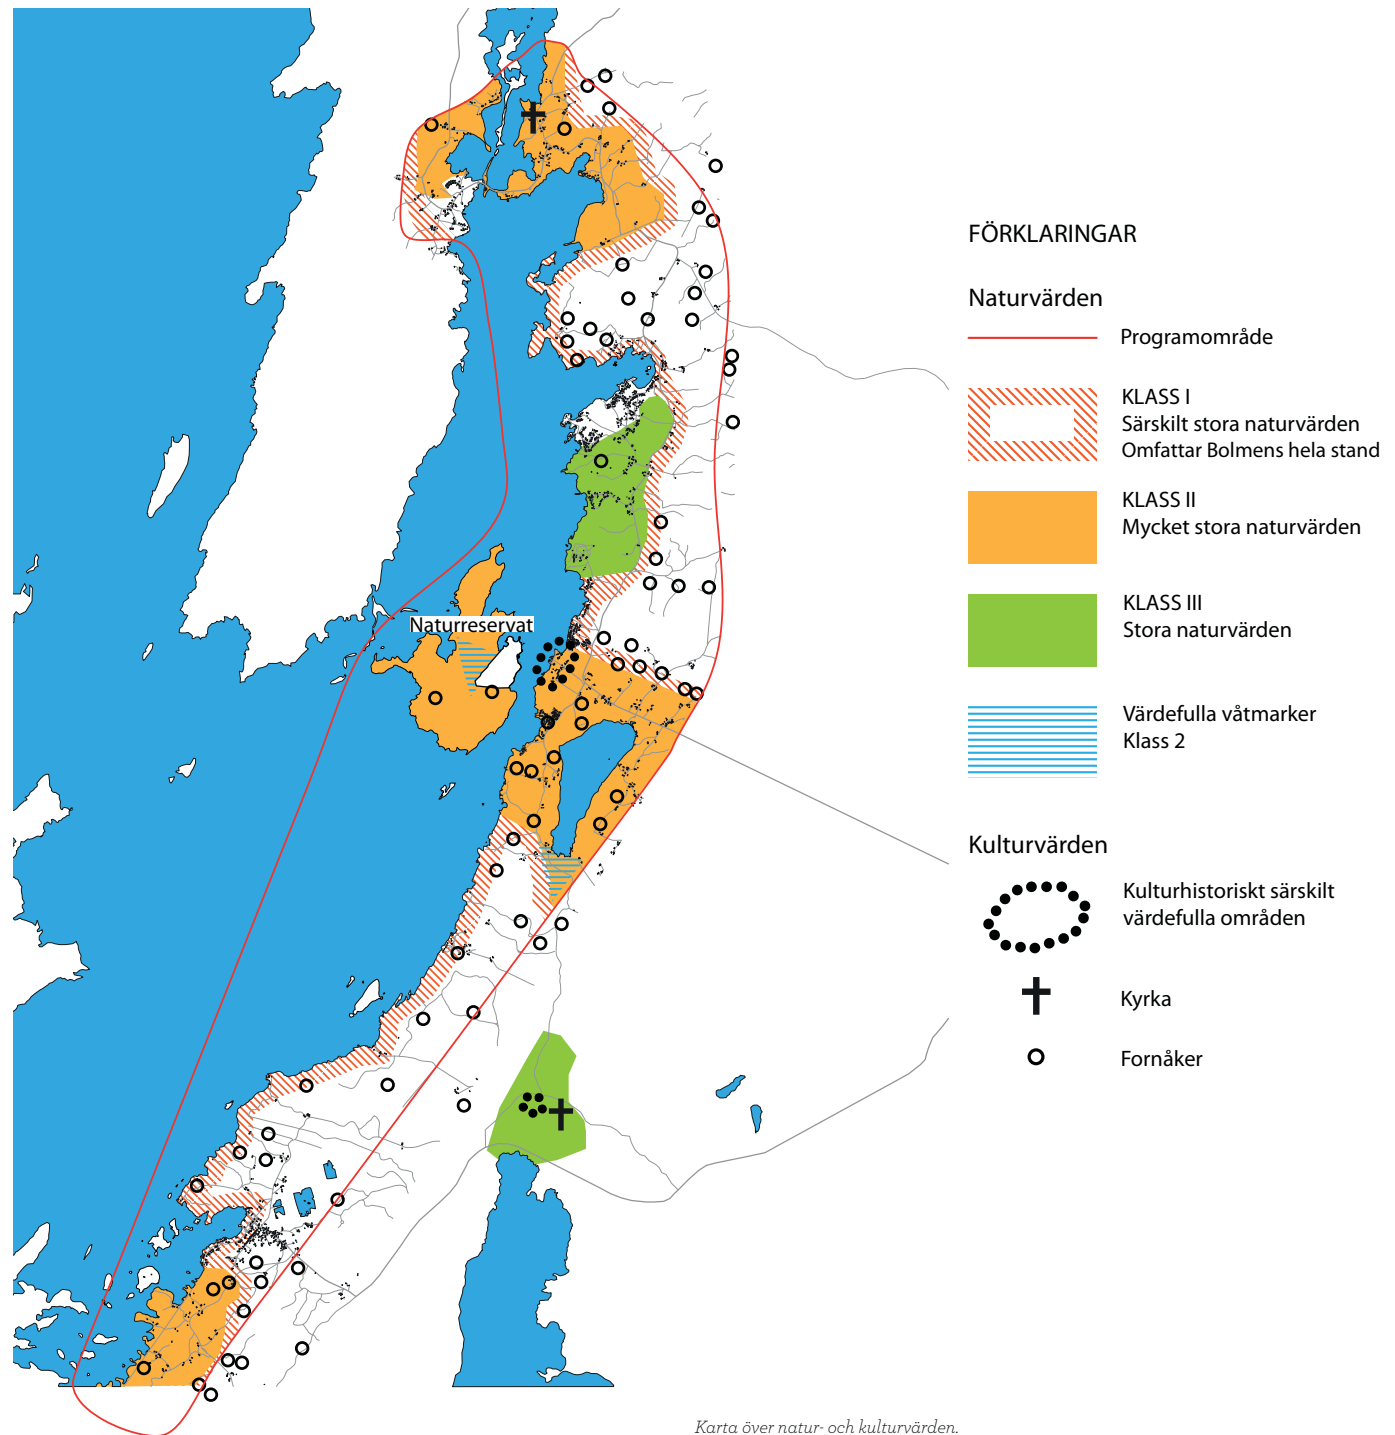 Naturreservat
FÖRKLARINGAR
Naturvärden
Programområde
KLASS I
Särskilt stora naturvärden
Omfattar Bolmens hela stand
KLASS II
Mycket stora naturvärden
KLASS III
Stora naturvärden
Värdefulla våtmarker
Klass 2
Kulturvärden
Kulturhistoriskt särskilt
värdefulla områden
Kyrka
Fornåker
Karta över natur- och kulturvärden.